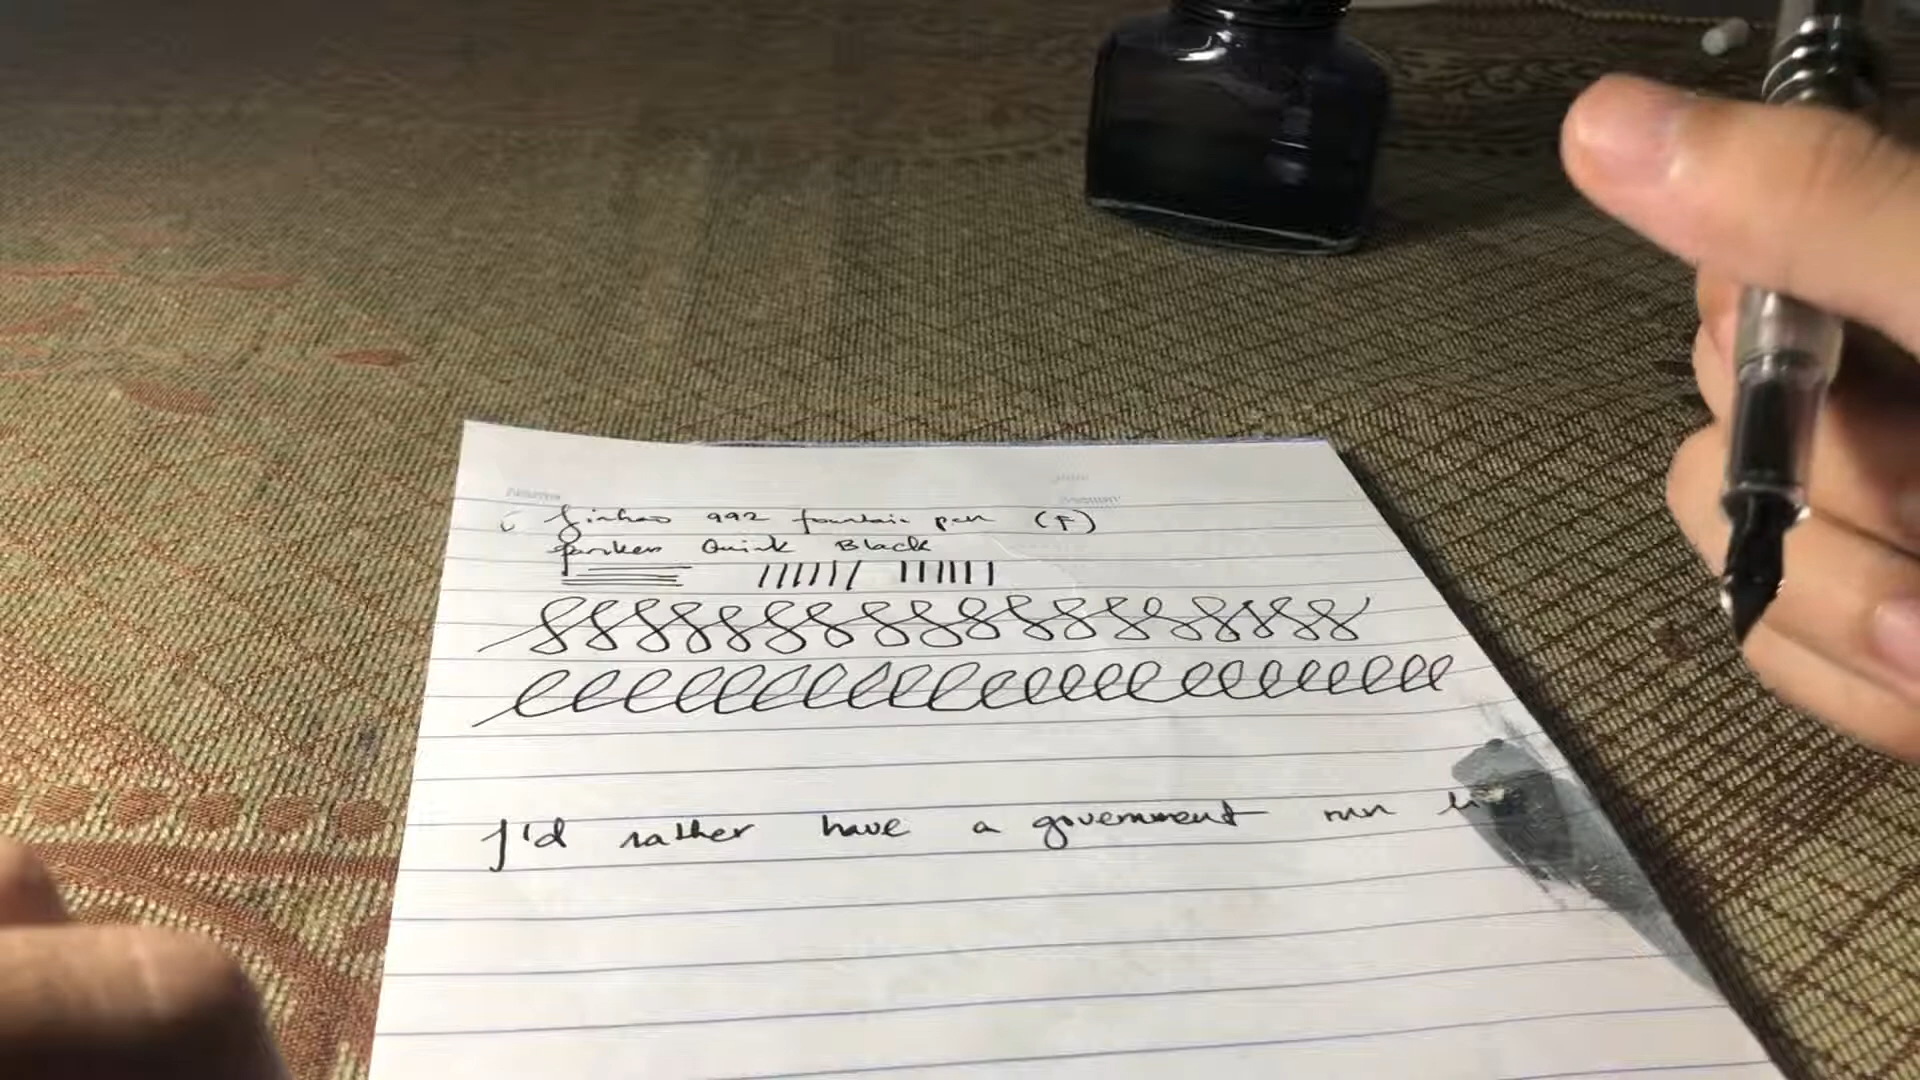 Jinhao 992 fountain pen (F)
Parker Quink Black
I'd rather have a government run